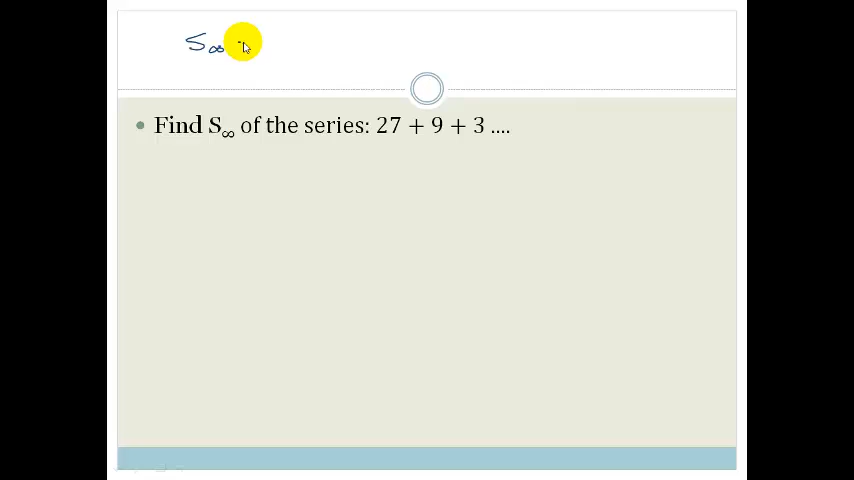 S∞
• Find S∞ of the series: 27 + 9 + 3 ....